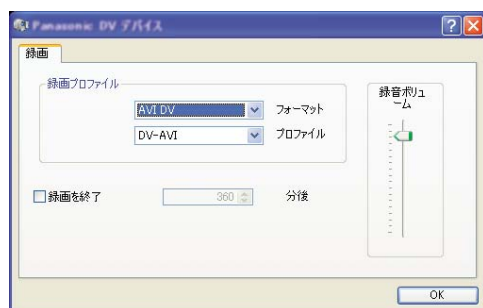 Panasonic DV デバイス
録画
録画プロファイル
AVI DV フォーマット
DV-AVI プロファイル
録音ボリュ
ーム
録画を終了 360 分後
OK